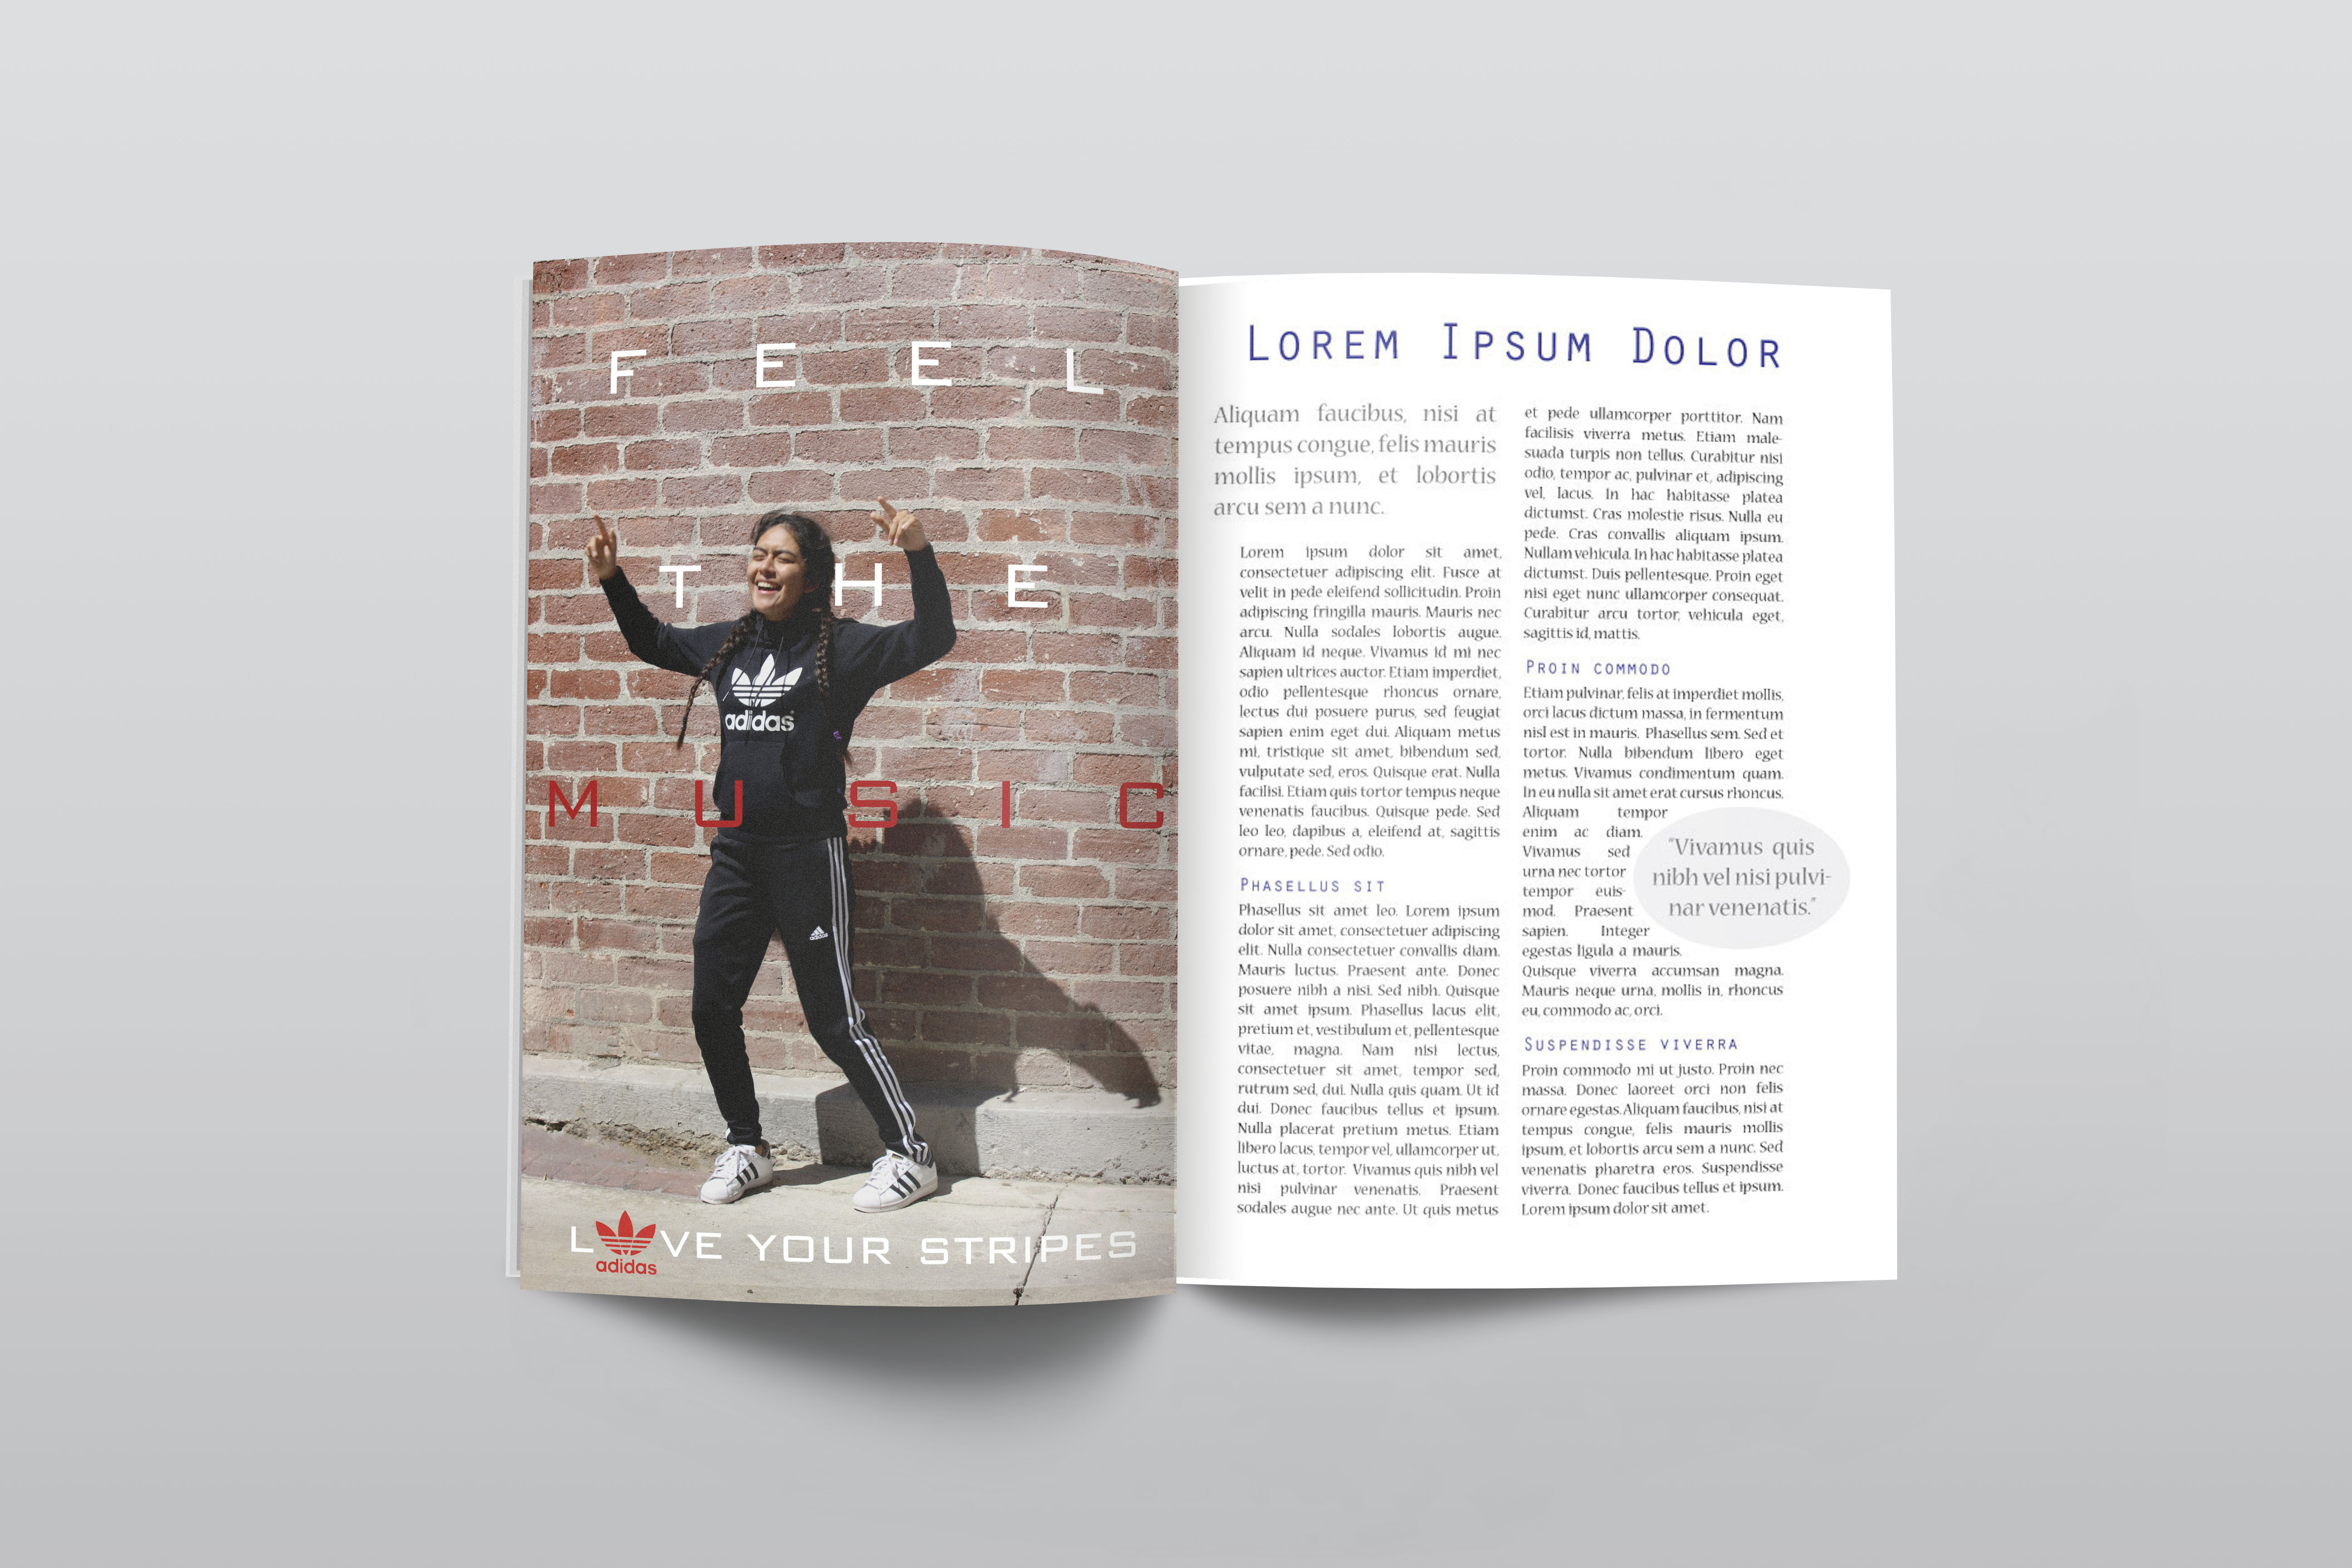 FEEL
THE
adidas
MUSIC
adidas
L VE YOUR STRIPES
adidas
LOREM IPSUM DOLOR
Aliquam faucibus, nisi at
tempus congue, felis mauris
mollis ipsum, et lobortis
arcu sem a nunc.
Lorem ipsum dolor sit amet,
consectetuer adipiscing elit. Fusce at
velit in pede eleifend sollicitudin. Proin
adipiscing fringilla mauris. Mauris nec
arcu. Nulla sodales lobortis augue.
Aliquam id neque. Vivamus id mi nec
sapien ultrices auctor. Etiam imperdiet,
odio pellentesque rhoncus ornare,
lectus dui posuere purus, sed feugiat
sapien enim eget dui. Aliquam metus
mi, tristique sit amet, bibendum sed,
vulputate sed, eros. Quisque erat. Nulla
facilisi. Etiam quis tortor tempus neque
venenatis faucibus. Quisque pede. Sed
leo leo, dapibus a, eleifend at, sagittis
ornare, pede. Sed odio.
PHASELLUS SIT
Phasellus sit amet leo. Lorem ipsum
dolor sit amet, consectetuer adipiscing
elit. Nulla consectetuer convallis diam.
Mauris luctus. Praesent ante. Donec
posuere nibh a nisi. Sed nibh. Quisque
sit amet ipsum. Phasellus lacus elit,
pretium et, vestibulum et, pellentesque
vitae, magna. Nam nisi lectus,
consectetuer sit amet, tempor sed,
rutrum sed, dui. Nulla quis quam. Ut id
dui. Donec faucibus tellus et ipsum.
Nulla placerat pretium metus. Etiam
libero lacus, tempor vel, ullamcorper ut,
luctus at, tortor. Vivamus quis nibh vel
nisi pulvinar venenatis. Praesent
sodales augue nec ante. Ut quis metus
et pede ullamcorper porttitor. Nam
facilisis viverra metus. Etiam male-
suada turpis non tellus. Curabitur nisi
odio, tempor ac, pulvinar et, adipiscing
vel, lacus. In hac habitasse platea
dictumst. Cras molestie risus. Nulla eu
pede. Cras convallis aliquam ipsum.
Nullam vehicula. In hac habitasse platea
dictumst. Duis pellentesque. Proin eget
nisi eget nunc ullamcorper consequat.
Curabitur arcu tortor, vehicula eget,
sagittis id, mattis.
PROIN COMMODO
Etiam pulvinar, felis at imperdiet mollis,
orci lacus dictum massa, in fermentum
nisl est in mauris. Phasellus sem. Sed et
tortor. Nulla bibendum libero eget
metus. Vivamus condimentum quam.
In eu nulla sit amet erat cursus rhoncus.
Aliquam tempor
enim ac diam.
Vivamus sed
urna nec tortor
tempor euis-
mod. Praesent
sapien. Integer
egestas ligula a mauris.
Quisque viverra accumsan magna.
Mauris neque urna, mollis in, rhoncus
eu, commodo ac, orci.
"Vivamus quis
nibh vel nisi pulvi-
nar venenatis."
SUSPENDISSE VIVERRA
Proin commodo mi ut justo. Proin nec
massa. Donec laoreet orci non felis
ornare egestas. Aliquam faucibus, nisi at
tempus congue, felis mauris mollis
ipsum, et lobortis arcu sem a nunc. Sed
venenatis pharetra eros. Suspendisse
viverra. Donec faucibus tellus et ipsum.
Lorem ipsum dolor sit amet.